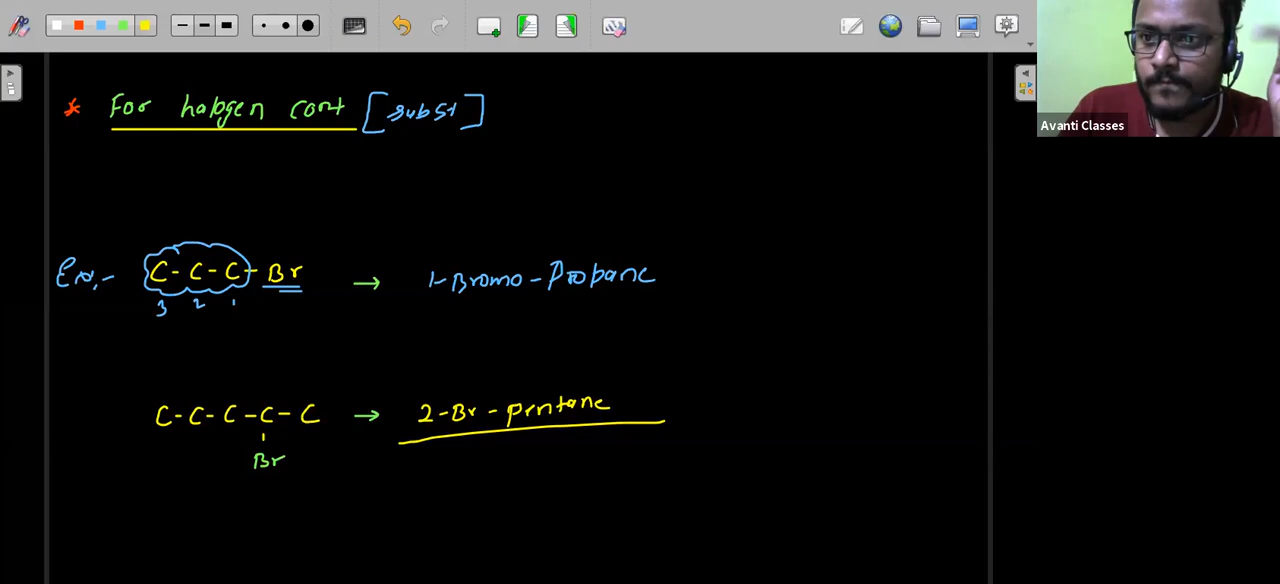 * For halogen cont [subst]
Avanti Classes
Ex,- C-C-C-Br → 1-Bromo-Propane
3 2 1
C-C-C-C-C → 2-Br-pentane
Br